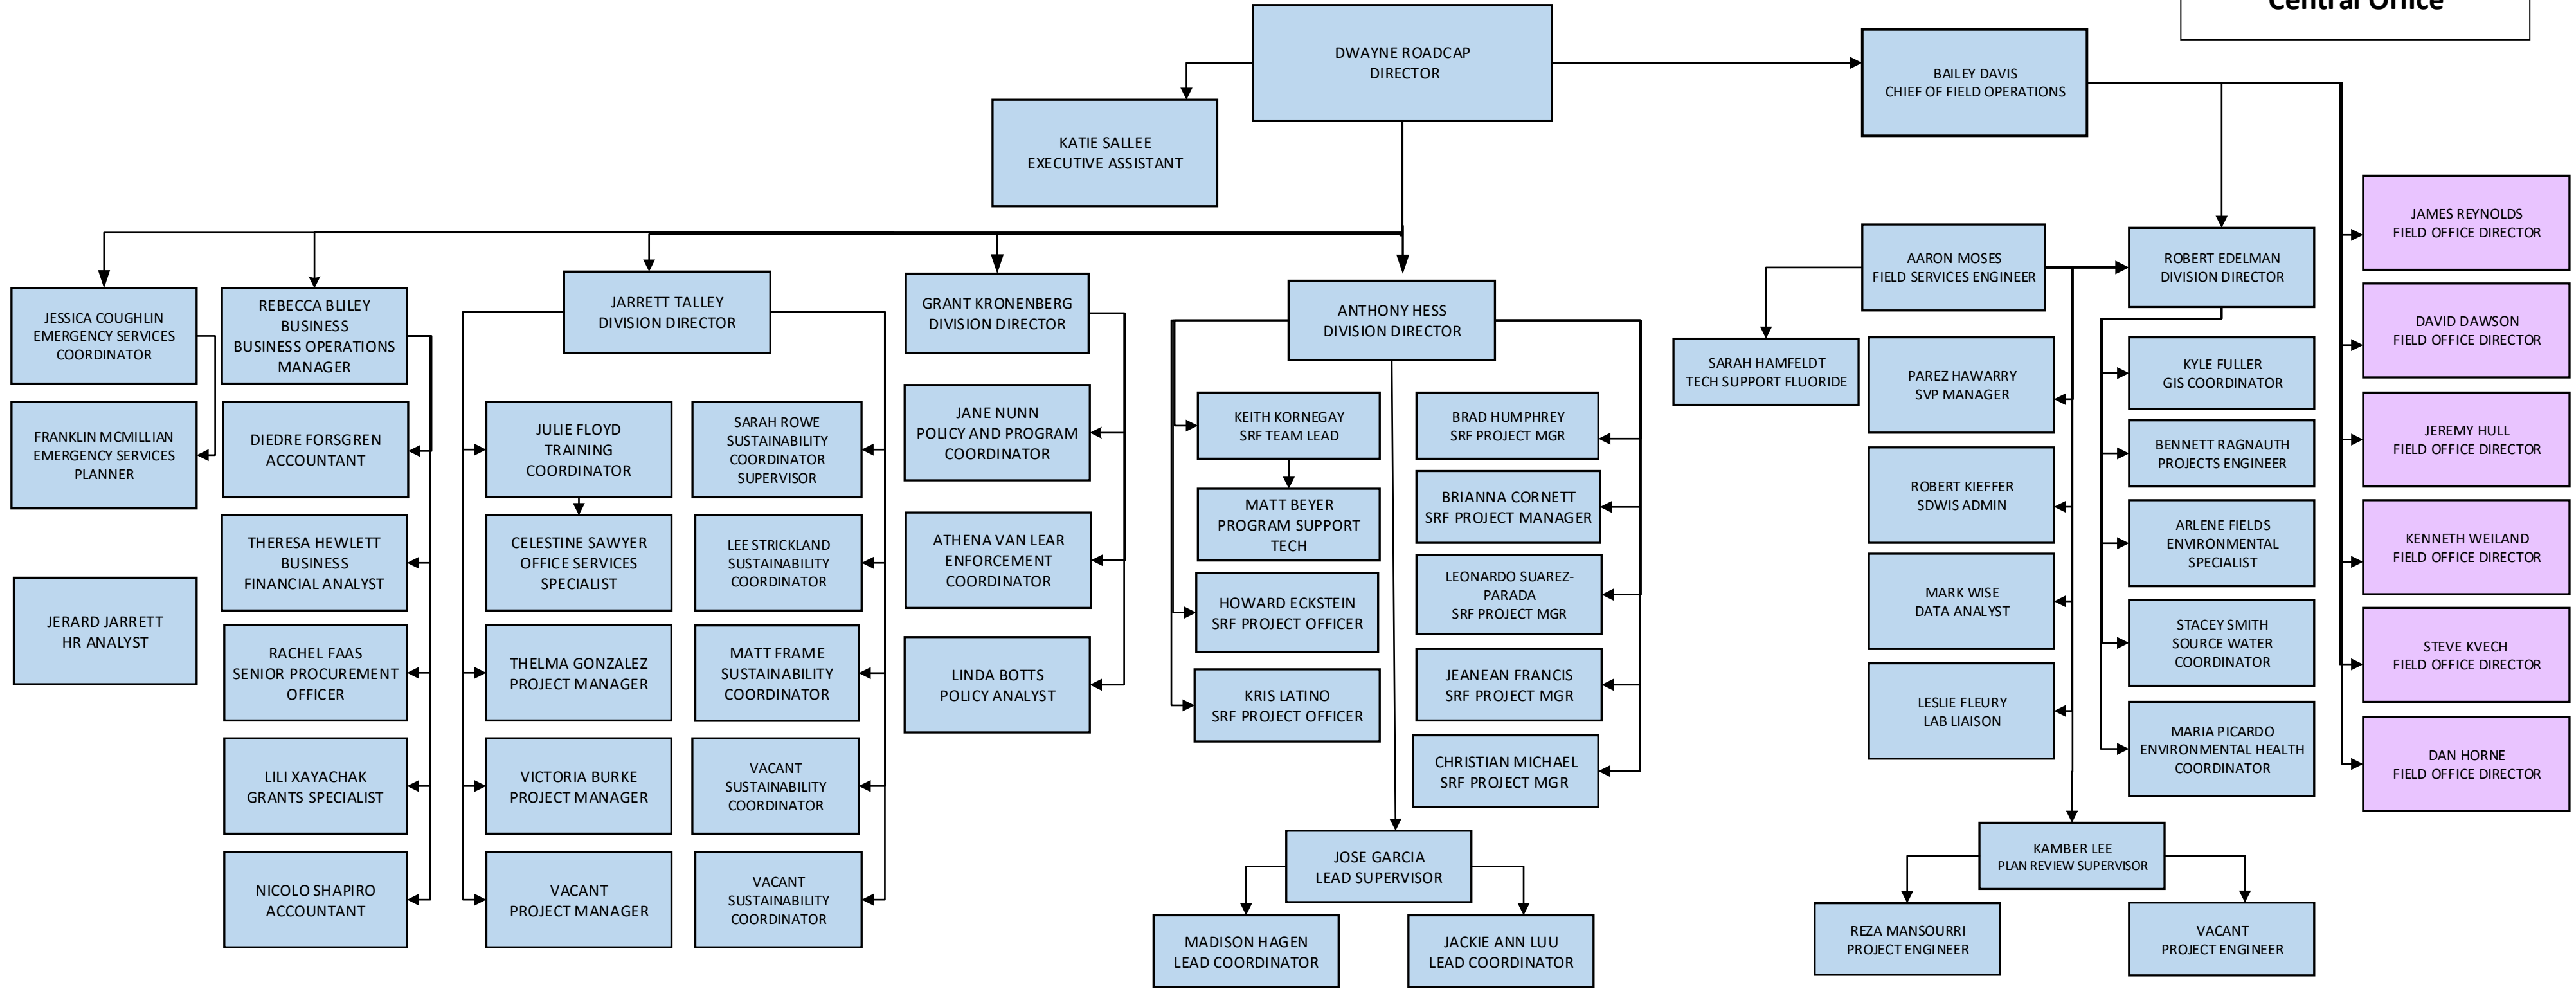 Central Office
DWAYNE ROADCAP
DIRECTOR
BAILEY DAVIS
CHIEF OF FIELD OPERATIONS
KATIE SALLEE
EXECUTIVE ASSISTANT
JESSICA COUGHLIN
EMERGENCY SERVICES
COORDINATOR
FRANKLIN MCMILLIAN
EMERGENCY SERVICES
PLANNER
JERARD JARRETT
HR ANALYST
REBECCA BLILEY
BUSINESS
BUSINESS OPERATIONS
MANAGER
DIEDRE FORSGREN
ACCOUNTANT
THERESA HEWLETT
BUSINESS
FINANCIAL ANALYST
RACHEL FAAS
SENIOR PROCUREMENT
OFFICER
LILI XAYACHAK
GRANTS SPECIALIST
NICOLO SHAPIRO
ACCOUNTANT
JARRETT TALLEY
DIVISION DIRECTOR
JULIE FLOYD
TRAINING
COORDINATOR
CELESTINE SAWYER
OFFICE SERVICES
SPECIALIST
THELMA GONZALEZ
PROJECT MANAGER
VICTORIA BURKE
PROJECT MANAGER
VACANT
PROJECT MANAGER
SARAH ROWE
SUSTAINABILITY
COORDINATOR
SUPERVISOR
LEE STRICKLAND
SUSTAINABILITY
COORDINATOR
MATT FRAME
SUSTAINABILITY
COORDINATOR
VACANT
SUSTAINABILITY
COORDINATOR
VACANT
SUSTAINABILITY
COORDINATOR
GRANT KRONENBERG
DIVISION DIRECTOR
JANE NUNN
POLICY AND PROGRAM
COORDINATOR
ATHENA VAN LEAR
ENFORCEMENT
COORDINATOR
LINDA BOTTS
POLICY ANALYST
ANTHONY HESS
DIVISION DIRECTOR
KEITH KORNEGAY
SRF TEAM LEAD
MATT BEYER
PROGRAM SUPPORT
TECH
HOWARD ECKSTEIN
SRF PROJECT OFFICER
KRIS LATINO
SRF PROJECT OFFICER
BRAD HUMPHREY
SRF PROJECT MGR
BRIANNA CORNETT
SRF PROJECT MANAGER
LEONARDO SUAREZ-
PARADA
SRF PROJECT MGR
JEANEAN FRANCIS
SRF PROJECT MGR
CHRISTIAN MICHAEL
SRF PROJECT MGR
JOSE GARCIA
LEAD SUPERVISOR
MADISON HAGEN
LEAD COORDINATOR
JACKIE ANN LUU
LEAD COORDINATOR
AARON MOSES
FIELD SERVICES ENGINEER
SARAH HAMFELDT
TECH SUPPORT FLUORIDE
PAREZ HAWARRY
SVP MANAGER
ROBERT KIEFFER
SDWIS ADMIN
MARK WISE
DATA ANALYST
LESLIE FLEURY
LAB LIAISON
ROBERT EDELMAN
DIVISION DIRECTOR
KYLE FULLER
GIS COORDINATOR
BENNETT RAGNAUTH
PROJECTS ENGINEER
ARLENE FIELDS
ENVIRONMENTAL
SPECIALIST
STACEY SMITH
SOURCE WATER
COORDINATOR
MARIA PICARDO
ENVIRONMENTAL HEALTH
COORDINATOR
KAMBER LEE
PLAN REVIEW SUPERVISOR
REZA MANSOURRI
PROJECT ENGINEER
VACANT
PROJECT ENGINEER
JAMES REYNOLDS
FIELD OFFICE DIRECTOR
DAVID DAWSON
FIELD OFFICE DIRECTOR
JEREMY HULL
FIELD OFFICE DIRECTOR
KENNETH WEILAND
FIELD OFFICE DIRECTOR
STEVE KVECH
FIELD OFFICE DIRECTOR
DAN HORNE
FIELD OFFICE DIRECTOR